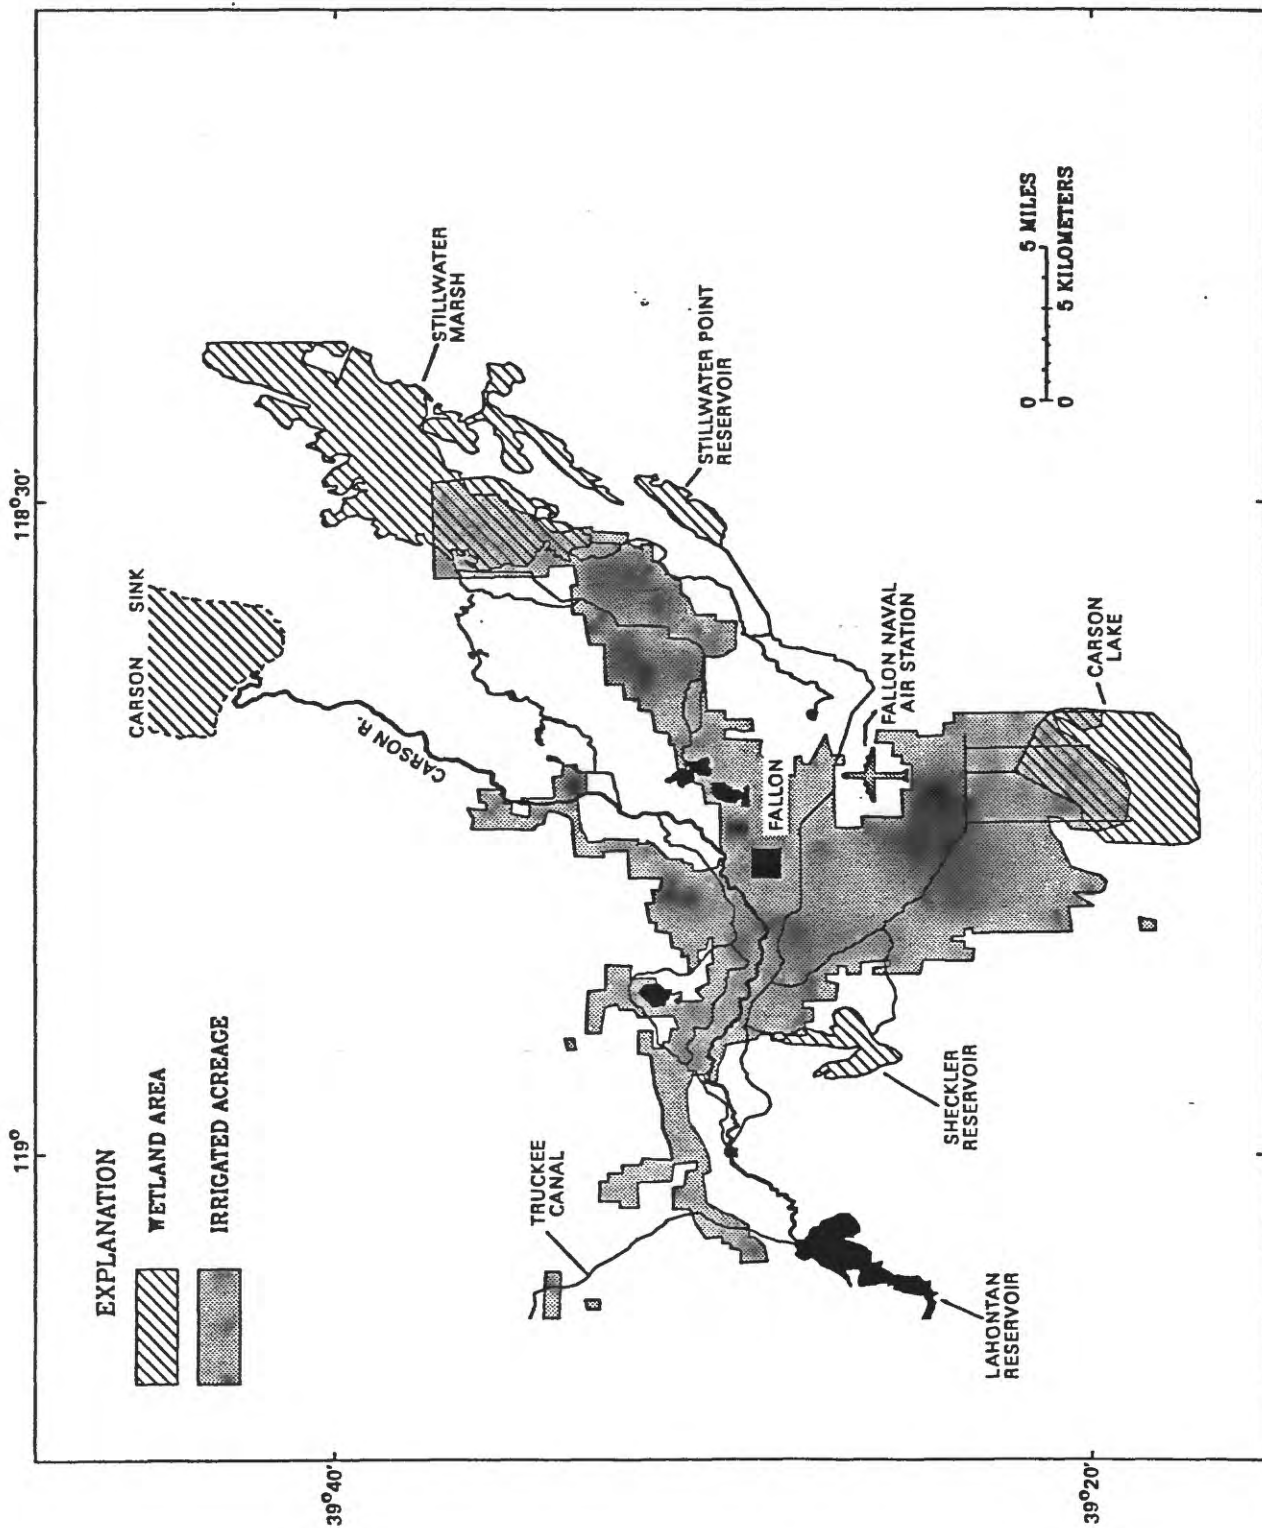 EXPLANATION
WETLAND AREA
IRRIGATED ACREAGE
119°
118°30'
39°40'
39°20'
CARSON SINK
CARSON R.
STILLWATER
MARSH
STILLWATER POINT
RESERVOIR
TRUCKEE
CANAL
FALLON
FALLON NAVAL
AIR STATION
LAHONTAN
RESERVOIR
SHECKLER
RESERVOIR
CARSON
LAKE
0 5 MILES
0 5 KILOMETERS